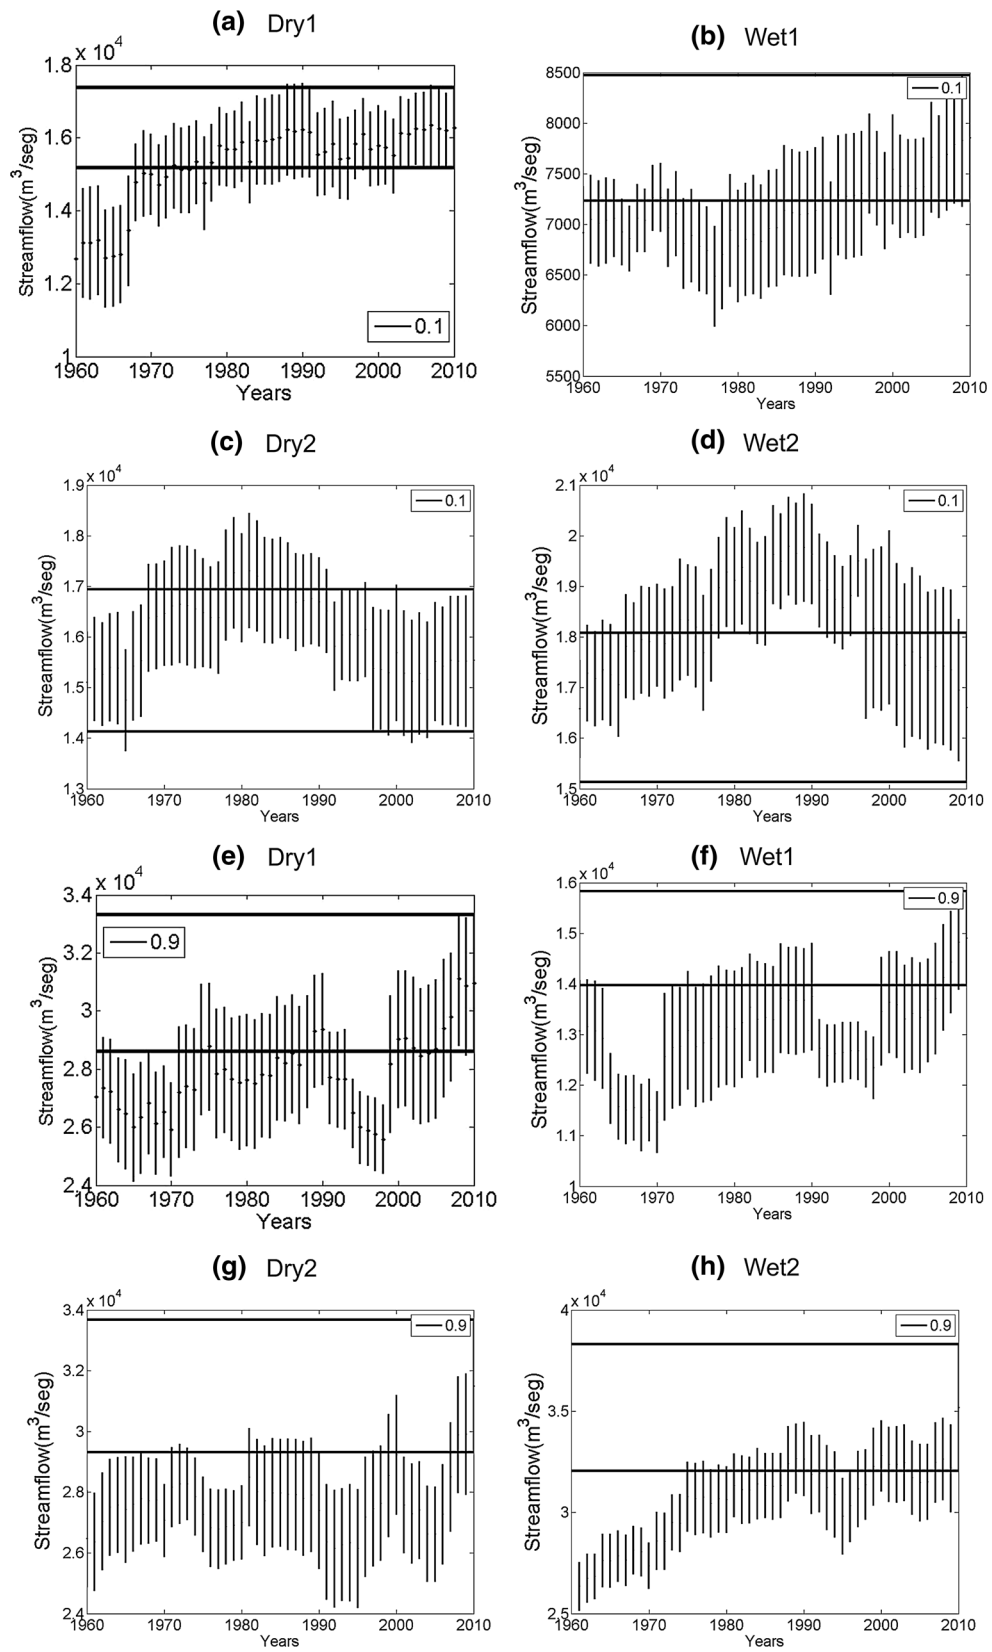 (a) Dry1
x 10^4
1.8
1.6
1.4
1.2
1
Streamflow(m^3/seg)
0.1
1960 1970 1980 1990 2000 2010
Years
(b) Wet1
8500
8000
7500
7000
6500
6000
5500
Streamflow(m^3/seg)
0.1
1960 1970 1980 1990 2000 2010
Years
(c) Dry2
x 10^4
1.9
1.8
1.7
1.6
1.5
1.4
1.3
Streamflow(m^3/seg)
0.1
1960 1970 1980 1990 2000 2010
Years
(d) Wet2
x 10^4
2.1
2
1.9
1.8
1.7
1.6
1.5
Streamflow(m^3/seg)
0.1
1960 1970 1980 1990 2000 2010
Years
(e) Dry1
x 10^4
3.4
3.2
3
2.8
2.6
2.4
Streamflow(m^3/seg)
0.9
1960 1970 1980 1990 2000 2010
Years
(f) Wet1
x 10^4
1.6
1.5
1.4
1.3
1.2
1.1
1
Streamflow(m^3/seg)
0.9
1960 1970 1980 1990 2000 2010
Years
(g) Dry2
x 10^4
3.4
3.2
3
2.8
2.6
2.4
Streamflow(m^3/seg)
0.9
1960 1970 1980 1990 2000 2010
Years
(h) Wet2
x 10^4
4
3.5
3
2.5
Streamflow(m^3/seg)
0.9
1960 1970 1980 1990 2000 2010
Years